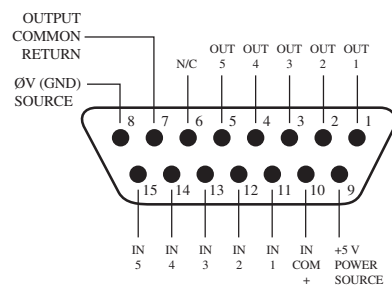 OUTPUT
COMMON
RETURN
ØV (GND)
SOURCE
N/C
OUT
5
OUT
4
OUT
3
OUT
2
OUT
1
8 7 6 5 4 3 2 1
15 14 13 12 11 10 9
IN
5
IN
4
IN
3
IN
2
IN
1
IN
COM
+
+5 V
POWER
SOURCE